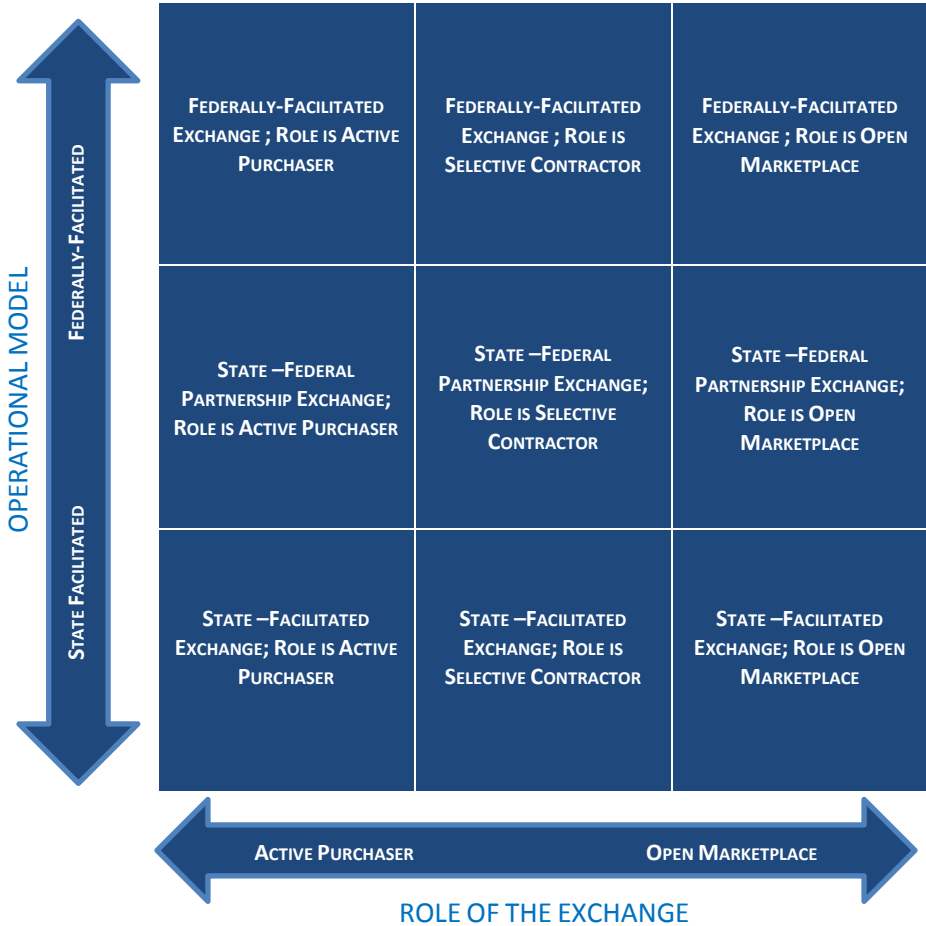 OPERATIONAL MODEL
FEDERALLY-FACILITATED
STATE FACILITATED
FEDERALLY-FACILITATED
EXCHANGE ; ROLE IS ACTIVE
PURCHASER
FEDERALLY-FACILITATED
EXCHANGE ; ROLE IS
SELECTIVE CONTRACTOR
FEDERALLY-FACILITATED
EXCHANGE ; ROLE IS OPEN
MARKETPLACE
STATE –FEDERAL
PARTNERSHIP EXCHANGE;
ROLE IS ACTIVE PURCHASER
STATE –FEDERAL
PARTNERSHIP EXCHANGE;
ROLE IS SELECTIVE
CONTRACTOR
STATE –FEDERAL
PARTNERSHIP EXCHANGE;
ROLE IS OPEN
MARKETPLACE
STATE –FACILITATED
EXCHANGE; ROLE IS ACTIVE
PURCHASER
STATE –FACILITATED
EXCHANGE; ROLE IS
SELECTIVE CONTRACTOR
STATE –FACILITATED
EXCHANGE; ROLE IS OPEN
MARKETPLACE
ACTIVE PURCHASER
OPEN MARKETPLACE
ROLE OF THE EXCHANGE